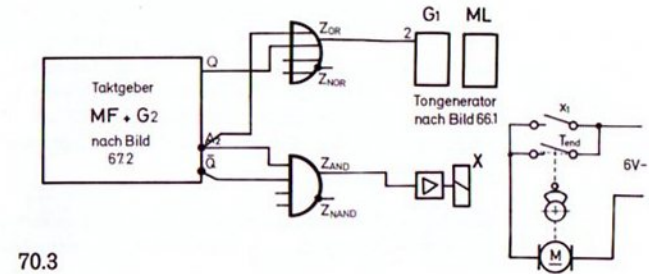 G1 ML
ZOR
2
Q
ZNOR
Taktgeber
MF + G2
nach Bild
67.2
Tongenerator
nach Bild 66.1
A2
Q̄
ZAND
X
ZNAND
x1
Tend
6V-
M
70.3